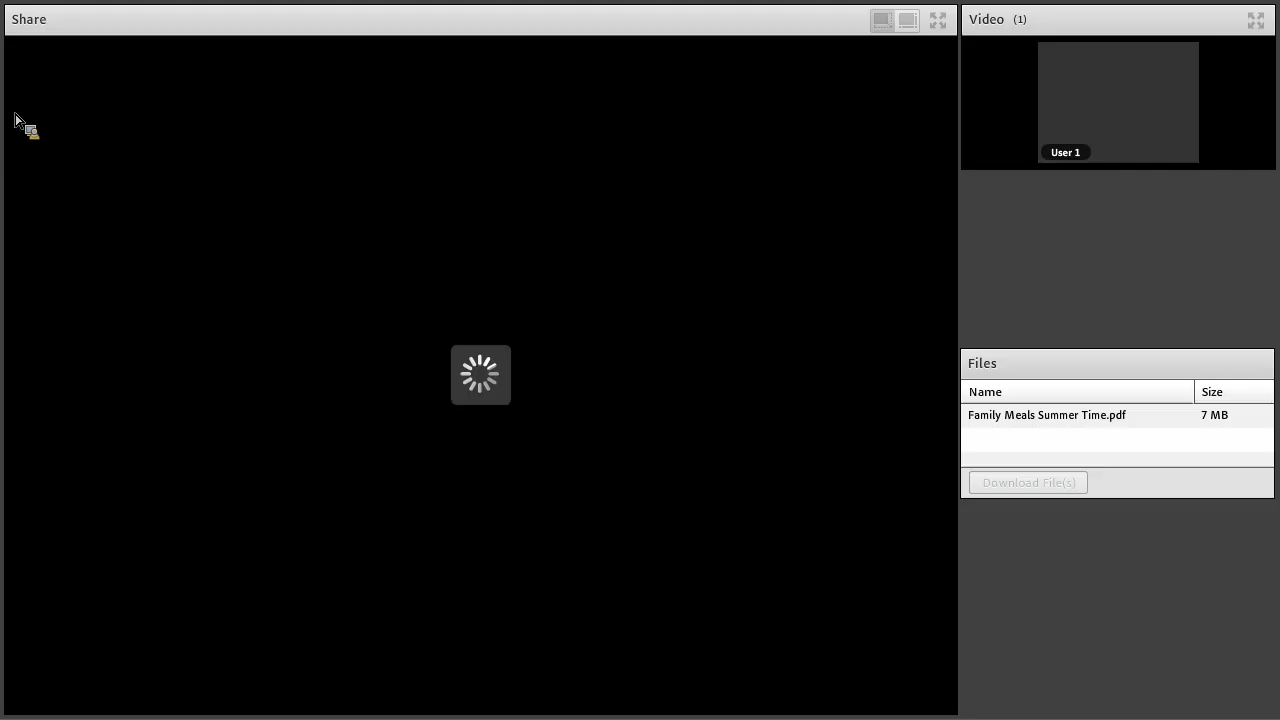 Share
Video (1)
User 1
Files
Name Size
Family Meals Summer Time.pdf 7 MB
Download File(s)